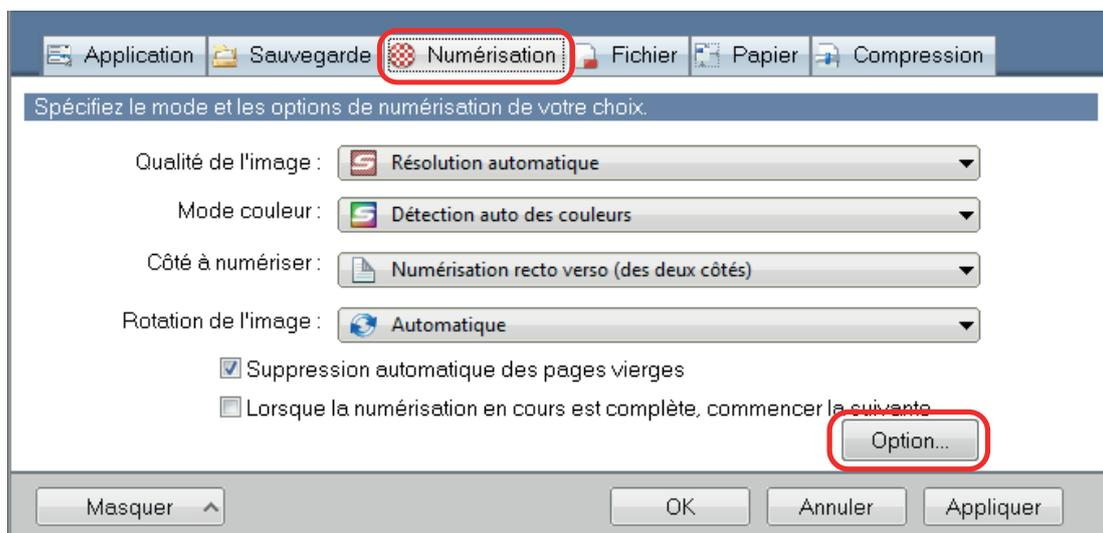 Application Sauvegarde Numérisation Fichier Papier Compression
Spécifiez le mode et les options de numérisation de votre choix.
Qualité de l'image : Résolution automatique
Mode couleur : Détection auto des couleurs
Côté à numériser : Numérisation recto verso (des deux côtés)
Rotation de l'image : Automatique
Suppression automatique des pages vierges
Lorsque la numérisation en cours est complète, commencer la suivante
Option...
Masquer OK Annuler Appliquer